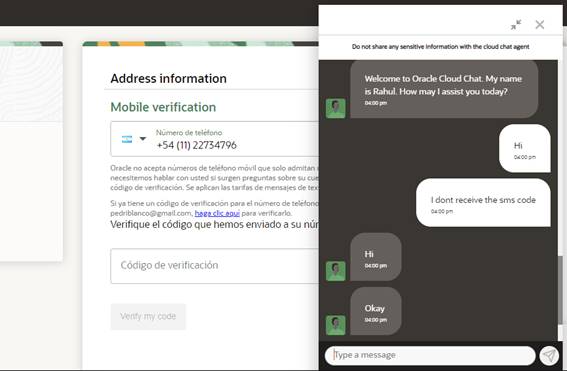 Address information
Mobile verification
Número de teléfono
+54 (11) 22734796
Oracle no acepta números de teléfono móvil que solo admitan
necesitemos hablar con usted si surgen preguntas sobre su cue
código de verificación. Se aplican las tarifas de mensajes de tex
Si ya tiene un código de verificación para el número de teléfono
pedriblanco@gmail.com, haga clic aquí para verificarlo.
Verifique el código que hemos enviado a su núm
Código de verificación
Verify my code
Do not share any sensitive information with the cloud chat agent
Welcome to Oracle Cloud Chat. My name
is Rahul. How may I assist you today?
04:00 pm
Hi
04:00 pm
I dont receive the sms code
04:00 pm
Hi
04:00 pm
Okay
04:00 pm
Type a message